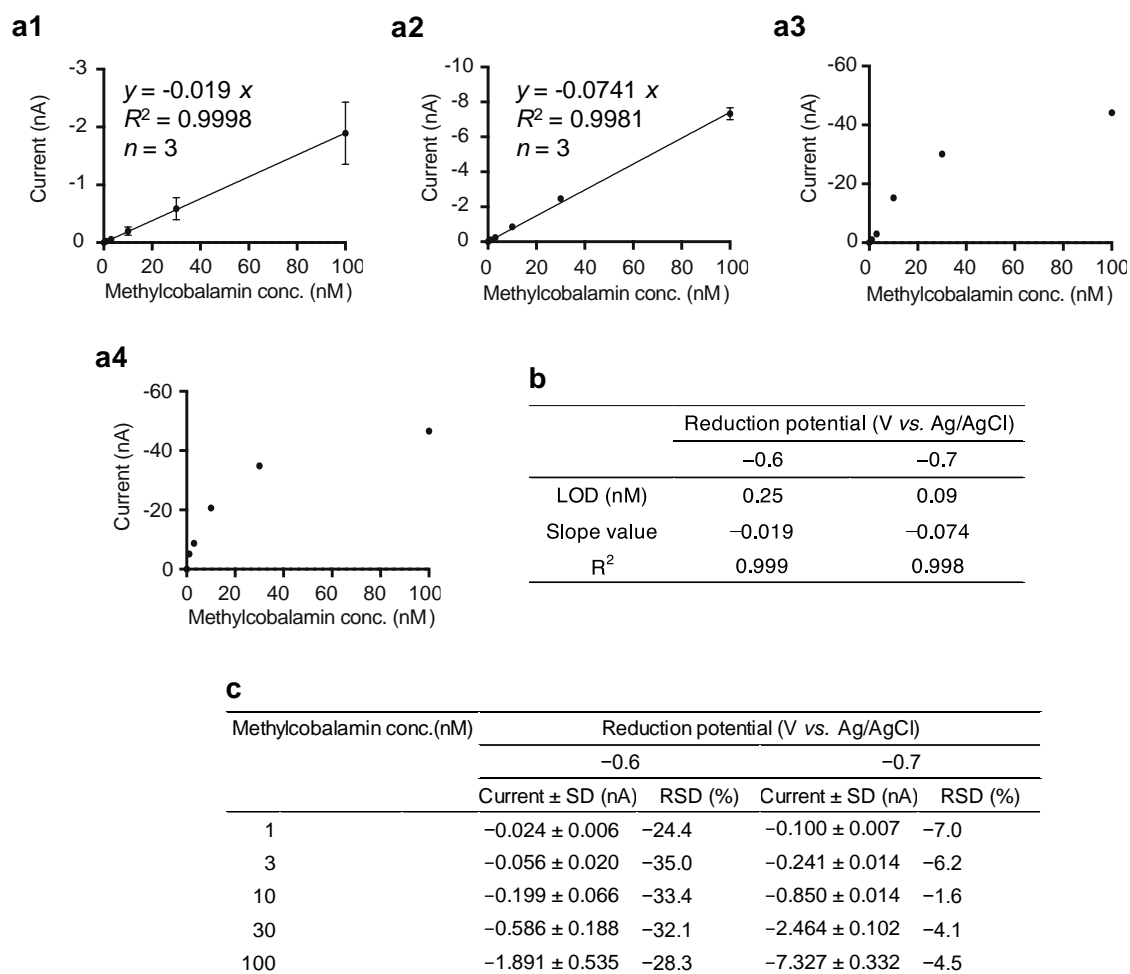 a1
-3
-2
-1
0
Current (nA)
y = -0.019 x
R² = 0.9998
n = 3
0 20 40 60 80 100
Methylcobalamin conc. (nM)
a2
-10
-8
-6
-4
-2
0
Current (nA)
y = -0.0741 x
R² = 0.9981
n = 3
0 20 40 60 80 100
Methylcobalamin conc. (nM)
a3
-60
-40
-20
0
Current (nA)
0 20 40 60 80 100
Methylcobalamin conc. (nM)
a4
-60
-40
-20
0
Current (nA)
0 20 40 60 80 100
Methylcobalamin conc. (nM)
b
Reduction potential (V vs. Ag/AgCl)
−0.6 −0.7
LOD (nM) 0.25 0.09
Slope value −0.019 −0.074
R² 0.999 0.998
c
Methylcobalamin conc.(nM) Reduction potential (V vs. Ag/AgCl)
−0.6 −0.7
Current ± SD (nA) RSD (%) Current ± SD (nA) RSD (%)
1 −0.024 ± 0.006 −24.4 −0.100 ± 0.007 −7.0
3 −0.056 ± 0.020 −35.0 −0.241 ± 0.014 −6.2
10 −0.199 ± 0.066 −33.4 −0.850 ± 0.014 −1.6
30 −0.586 ± 0.188 −32.1 −2.464 ± 0.102 −4.1
100 −1.891 ± 0.535 −28.3 −7.327 ± 0.332 −4.5